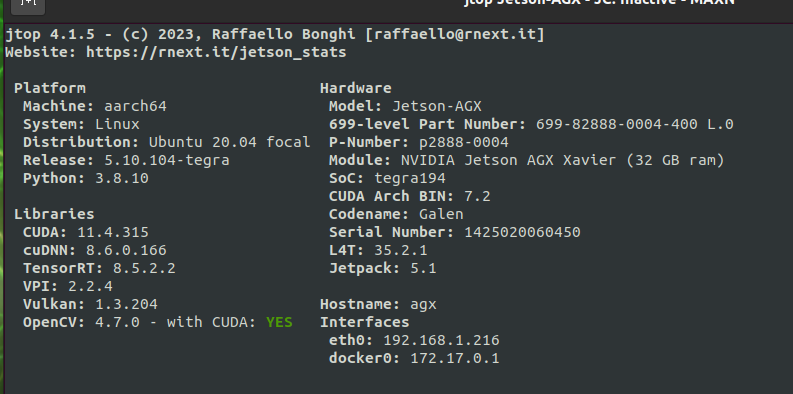 jtop Jetson-AGX - JC: Inactive - MAXN
jtop 4.1.5 - (c) 2023, Raffaello Bonghi [raffaello@rnext.it]
Website: https://rnext.it/jetson_stats
Platform
Machine: aarch64
System: Linux
Distribution: Ubuntu 20.04 focal
Release: 5.10.104-tegra
Python: 3.8.10
Libraries
CUDA: 11.4.315
cuDNN: 8.6.0.166
TensorRT: 8.5.2.2
VPI: 2.2.4
Vulkan: 1.3.204
OpenCV: 4.7.0 - with CUDA: YES
Hardware
Model: Jetson-AGX
699-level Part Number: 699-82888-0004-400 L.0
P-Number: p2888-0004
Module: NVIDIA Jetson AGX Xavier (32 GB ram)
SoC: tegra194
CUDA Arch BIN: 7.2
Codename: Galen
Serial Number: 1425020060450
L4T: 35.2.1
Jetpack: 5.1
Hostname: agx
Interfaces
eth0: 192.168.1.216
docker0: 172.17.0.1